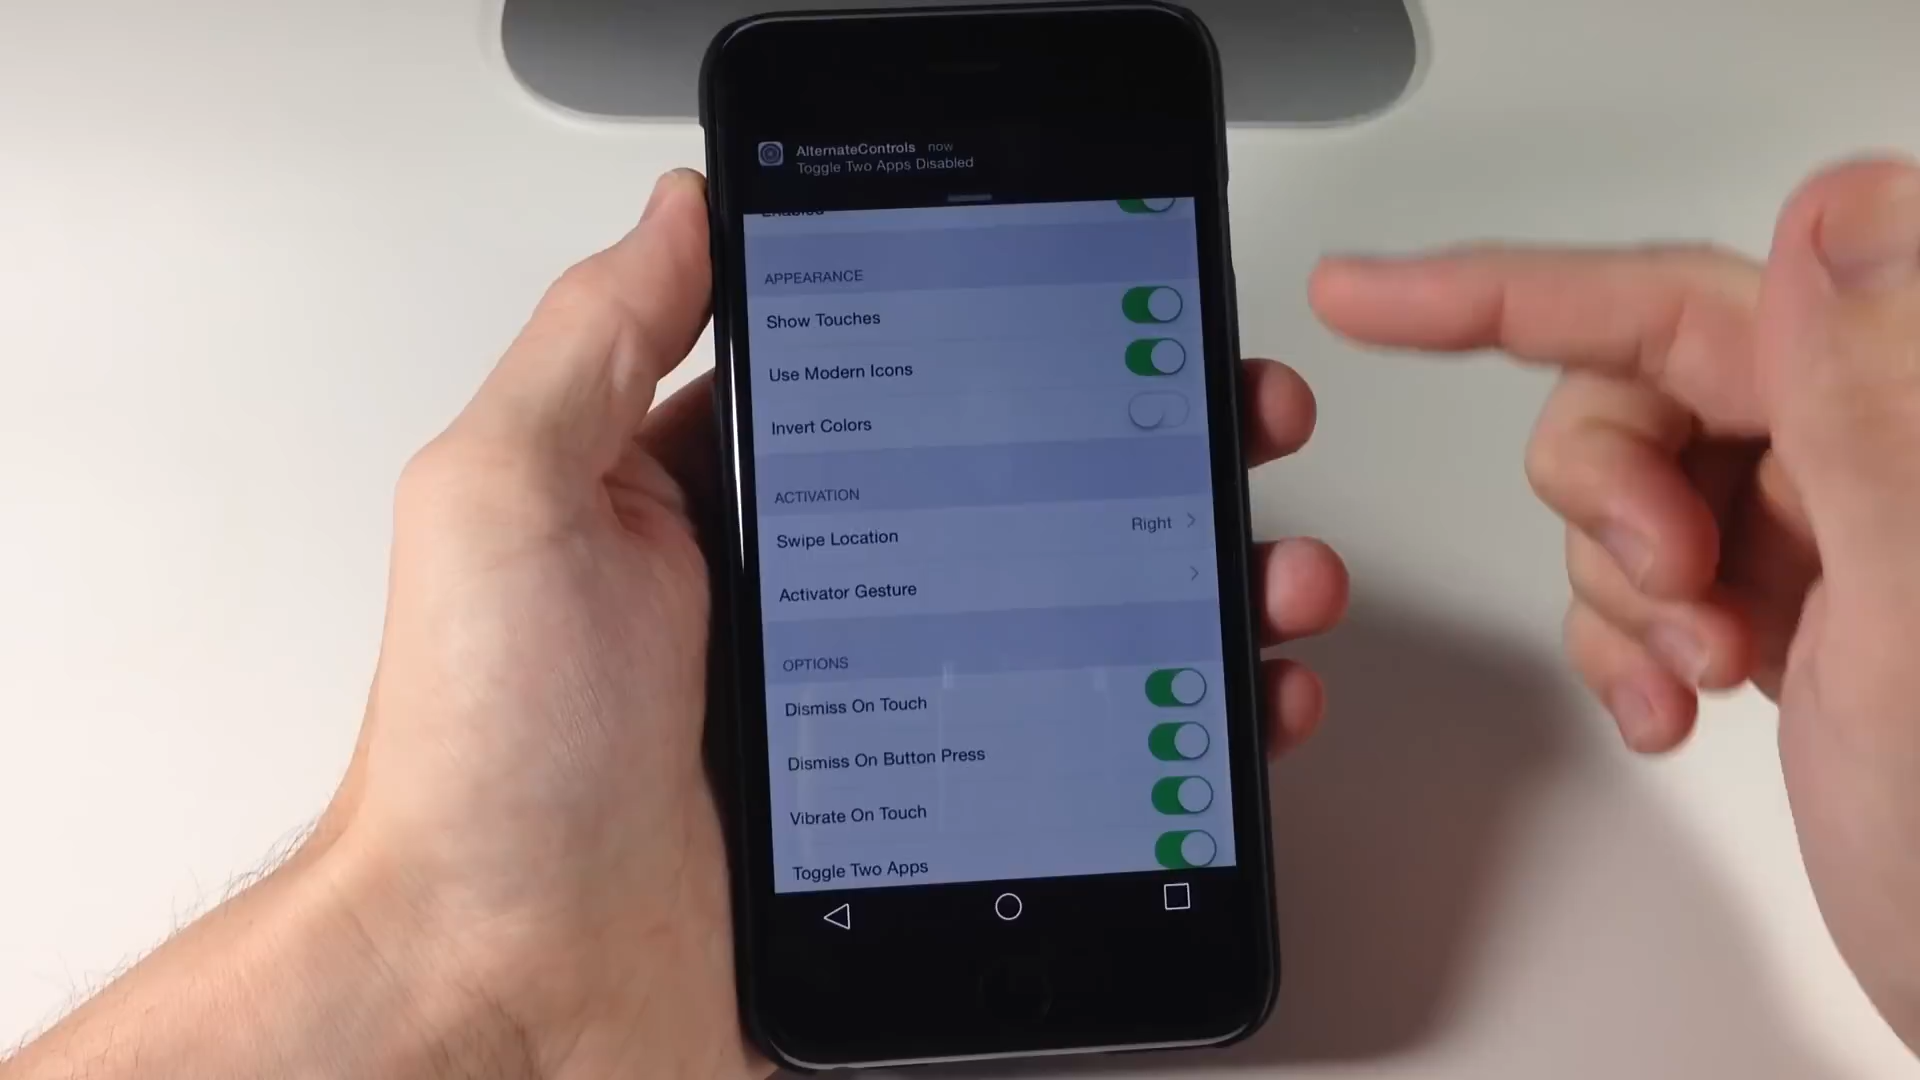 AlternateControls now
Toggle Two Apps Disabled
Enabled
APPEARANCE
Show Touches
Use Modern Icons
Invert Colors
ACTIVATION
Swipe Location Right
Activator Gesture
OPTIONS
Dismiss On Touch
Dismiss On Button Press
Vibrate On Touch
Toggle Two Apps